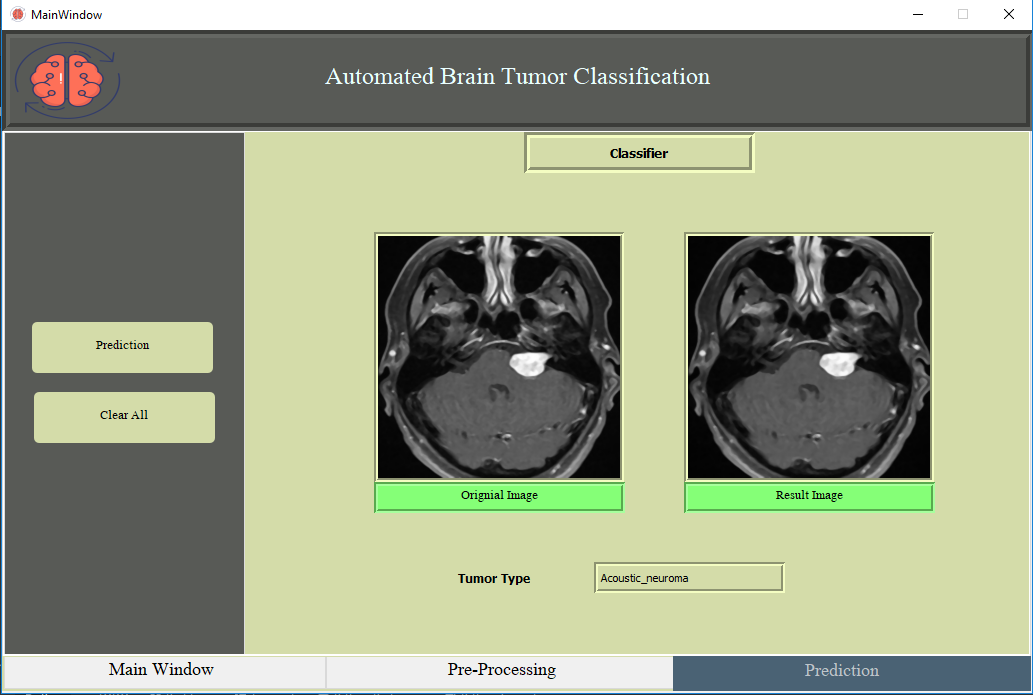 MainWindow
Automated Brain Tumor Classification
Classifier
Prediction
Clear All
Orignial Image
Result Image
Tumor Type
Acoustic_neuroma
Main Window
Pre-Processing
Prediction